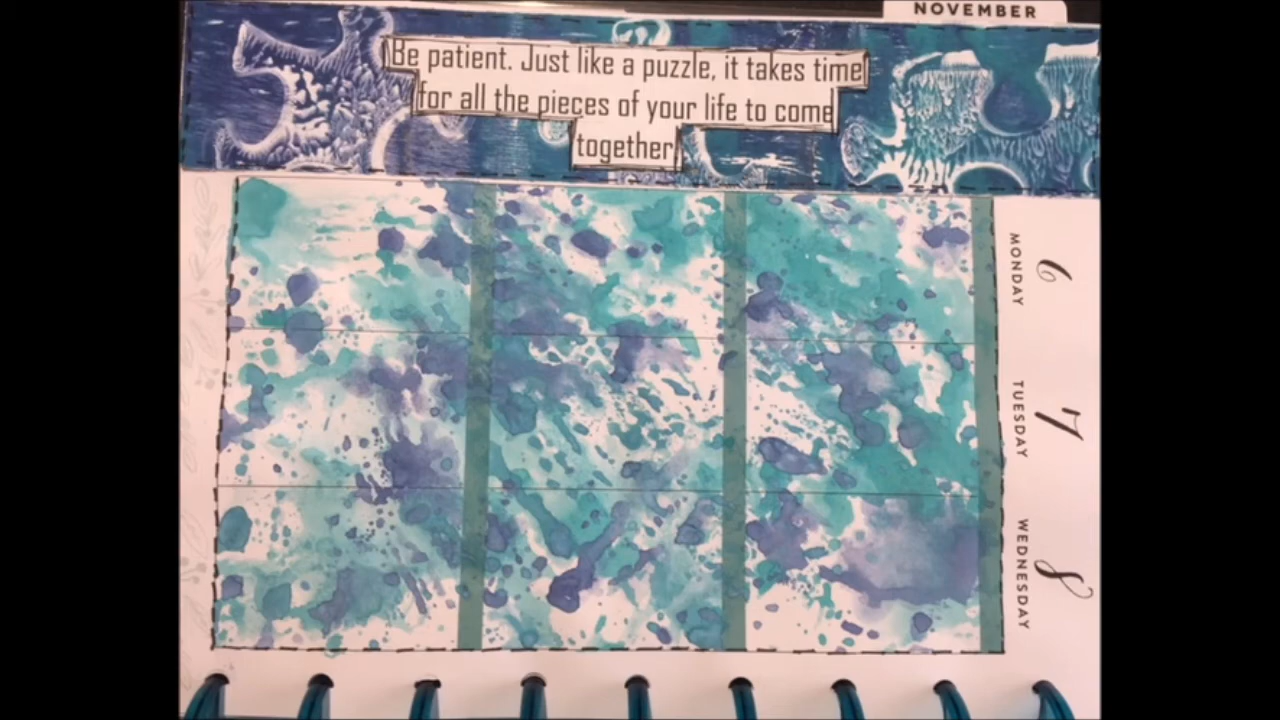 NOVEMBER
Be patient. Just like a puzzle, it takes time
for all the pieces of your life to come
together
MONDAY
6
TUESDAY
7
WEDNESDAY
8